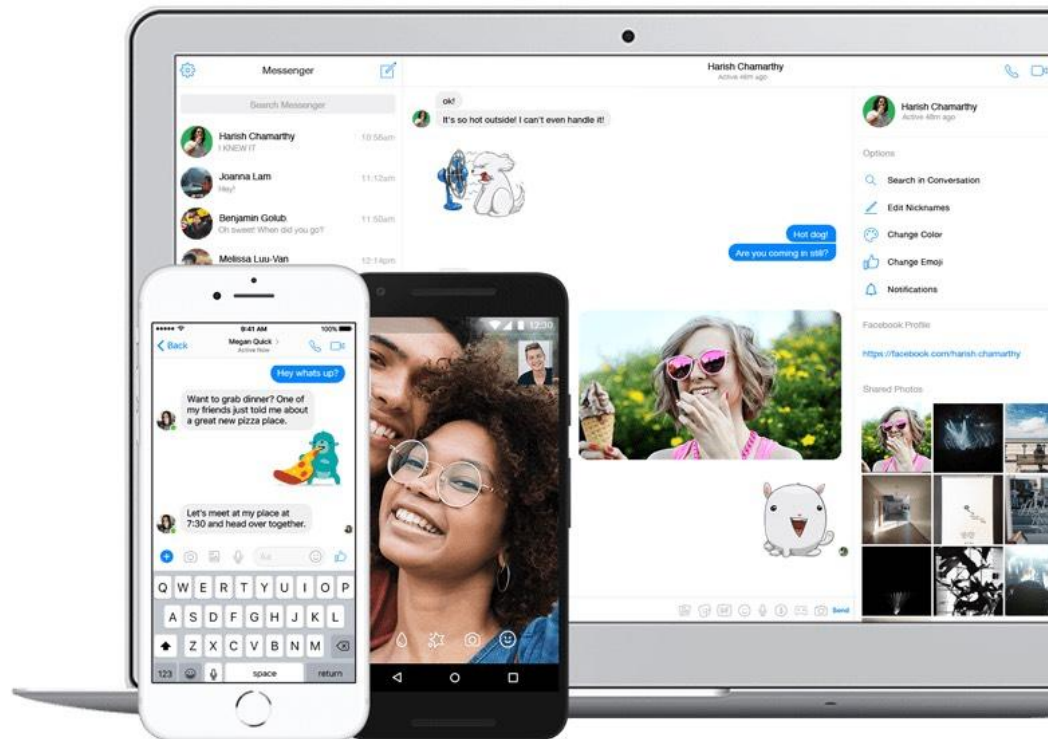 Messenger
Search Messenger
Harish Chamarthy
I KNEW IT
10:56am
Joanna Lam
Hey!
11:12am
Benjamin Golub
Oh sweet! When did you go?
11:50am
Melissa Luu-Van
12:14pm
Harish Chamarthy
Active 48m ago
ok!
It's so hot outside! I can't even handle it!
Hot dog!
Are you coming in still?
GIF
Send
Harish Chamarthy
Active 48m ago
Options
Search in Conversation
Edit Nicknames
Change Color
Change Emoji
Notifications
Facebook Profile
https://facebook.com/harish.chamarthy
Shared Photos
9:41 AM
100%
Back
Megan Quick
Active Now
Hey whats up?
Want to grab dinner? One of
my friends just told me about
a great new pizza place.
Let's meet at my place at
7:30 and head over together.
Aa
Q W E R T Y U I O P
A S D F G H J K L
Z X C V B N M
123 space return
12:30